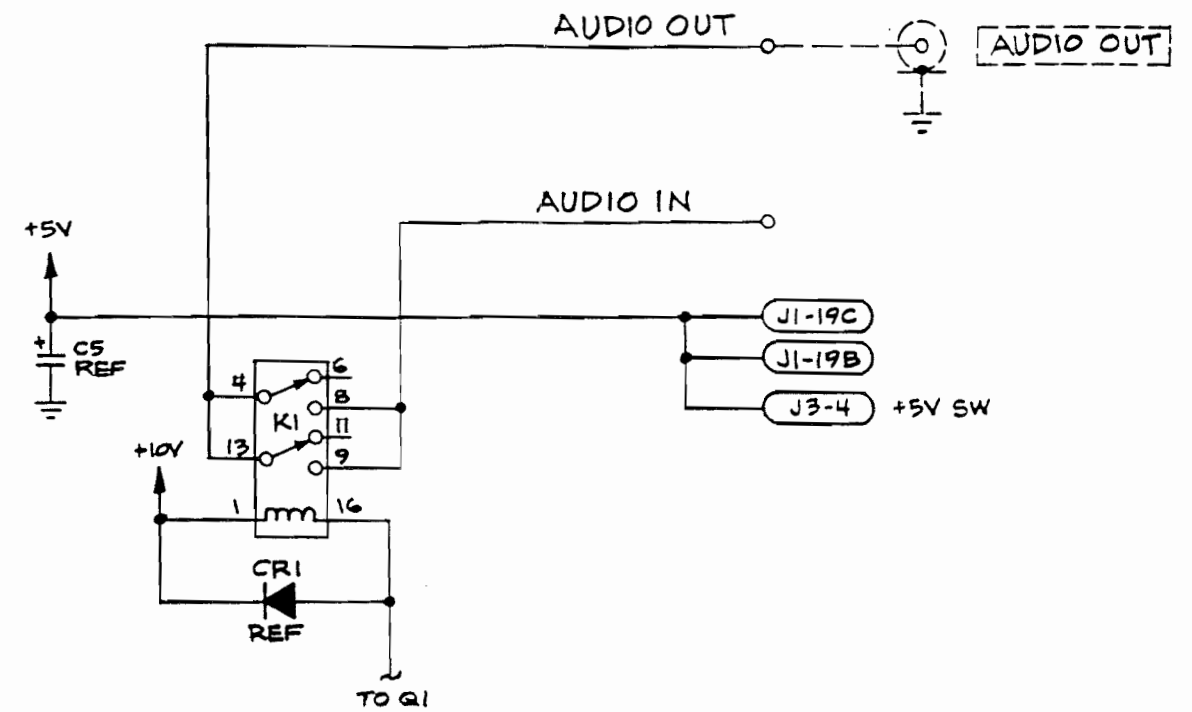 AUDIO OUT
AUDIO OUT
AUDIO IN
+5V
J1-19C
+
C5
REF
J1-19B
6
4
8
J3-4 +5V SW
K1
11
13
9
+10V
1
16
CR1
REF
TO Q1